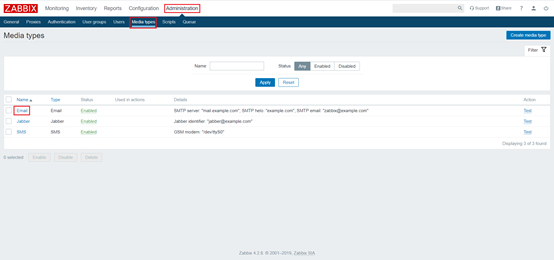 ZABBIX Monitoring Inventory Reports Configuration Administration Support Share ?
General Proxies Authentication User groups Users Media types Scripts Queue
Media types Create media type
Filter
Name Status Any Enabled Disabled
Apply Reset
Name Type Status Used in actions Details Action
Email Email Enabled SMTP server: "mail.example.com", SMTP helo: "example.com", SMTP email: "zabbix@example.com" Test
Jabber Jabber Enabled Jabber identifier: "jabber@example.com" Test
SMS SMS Enabled GSM modem: "/dev/ttyS0" Test
Displaying 3 of 3 found
0 selected Enable Disable Delete
Zabbix 4.2.8. © 2001–2019, Zabbix SIA